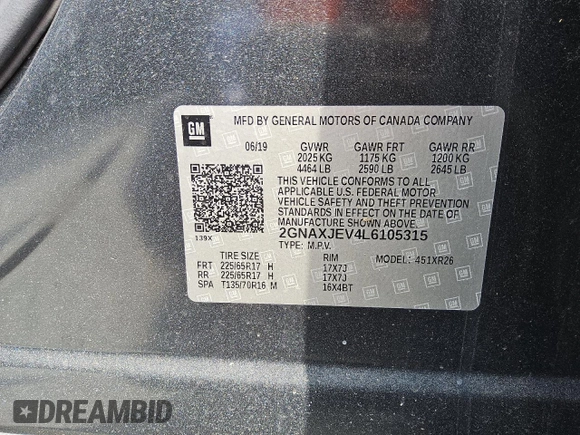 GM
MFD BY GENERAL MOTORS OF CANADA COMPANY
06/19 GVWR GAWR FRT GAWR RR
2025 KG 1175 KG 1200 KG
4464 LB 2590 LB 2645 LB
THIS VEHICLE CONFORMS TO ALL
APPLICABLE U.S. FEDERAL MOTOR
VEHICLE SAFETY AND THEFT PREVENTION
STANDARDS IN EFFECT ON THE DATE OF
MANUFACTURE SHOWN ABOVE.
139X 2GNAXJEV4L6105315
TYPE: M.P.V.
TIRE SIZE RIM MODEL: 451XR26
FRT 225/65R17 H 17X7J
RR 225/65R17 H 17X7J
SPA T135/70R16 M 16X4BT
DREAMBID